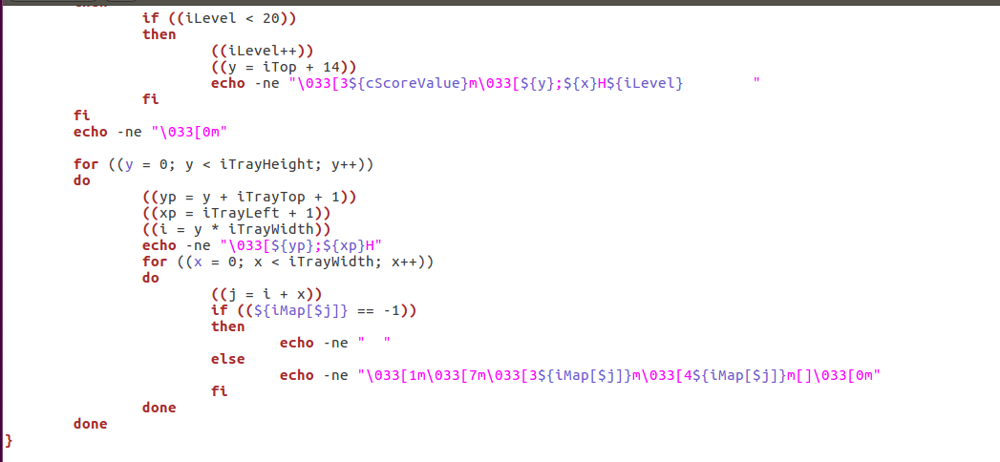 if ((iLevel < 20))
then
((iLevel++))
((y = iTop + 14))
echo -ne "\033[3${cScoreValue}m\033[${y};${x}H${iLevel}        "
fi
fi
echo -ne "\033[0m"
for ((y = 0; y < iTrayHeight; y++))
do
((yp = y + iTrayTop + 1))
((xp = iTrayLeft + 1))
((i = y * iTrayWidth))
echo -ne "\033[${yp};${xp}H"
for ((x = 0; x < iTrayWidth; x++))
do
((j = i + x))
if ((${iMap[$j]} == -1))
then
echo -ne "  "
else
echo -ne "\033[1m\033[7m\033[3${iMap[$j]}m\033[4${iMap[$j]}m[]\033[0m"
fi
done
done
}